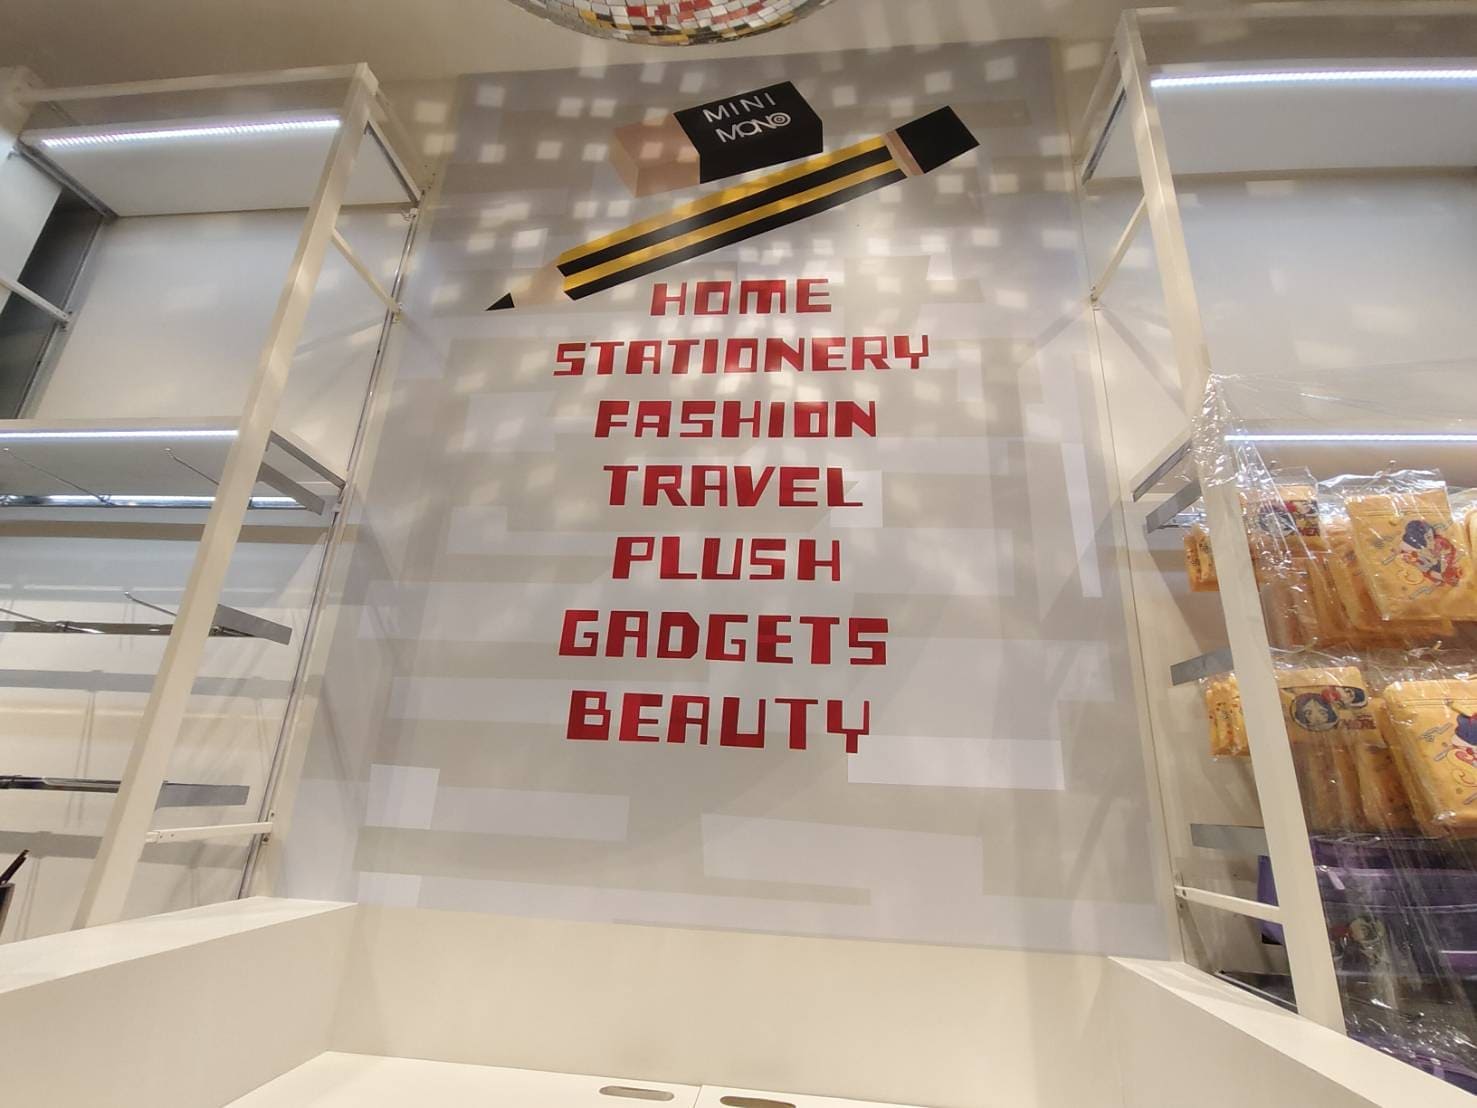 MINI
MONO
HOME
STATIONERY
FASHION
TRAVEL
PLUSH
GADGETS
BEAUTY